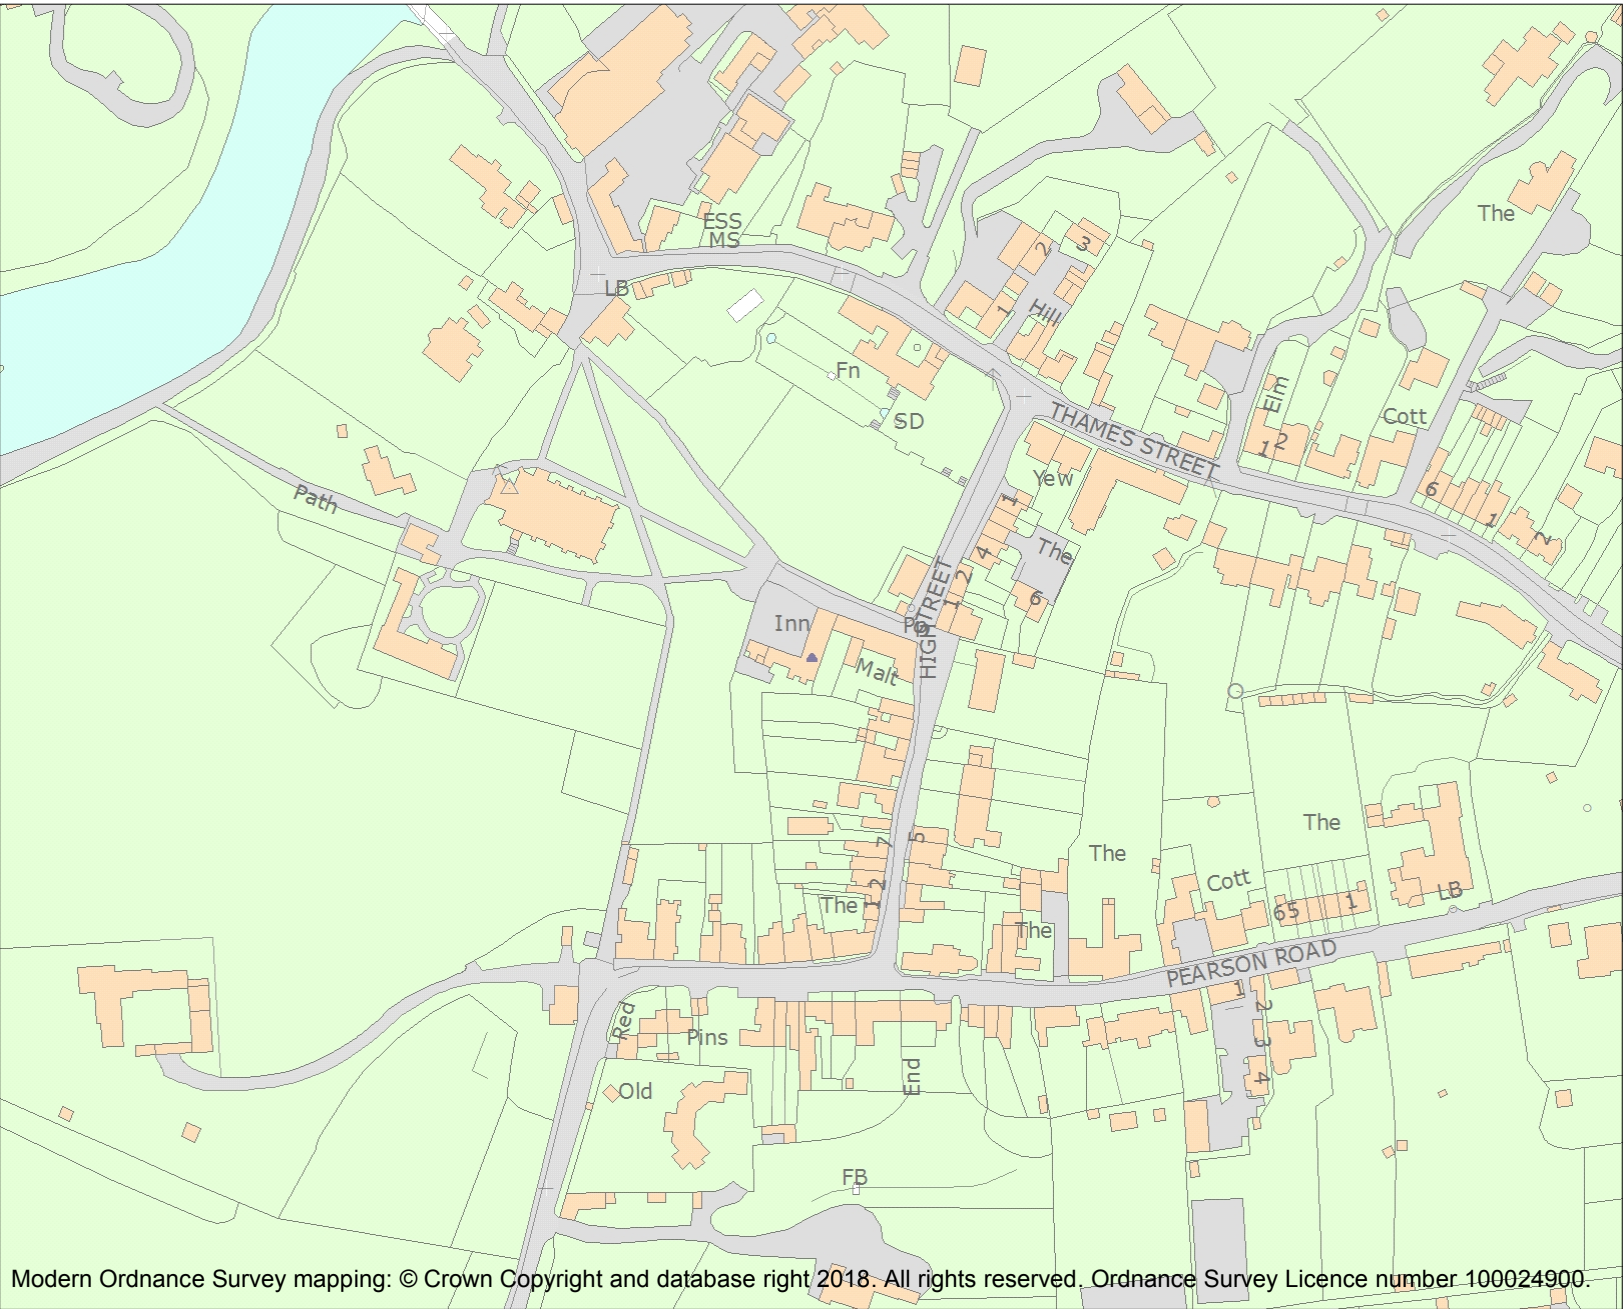 ESS
MS
The
2
3
LB
1
Hill
Fn
Elm
THAMES STREET
Cott
SD
1 2
Yew
6
1
2
Path
1
4
The
2
1
6
HIGH STREET
Inn
Malt
The
7
5
The
Cott
2
1
The
65
1
LB
The
PEARSON ROAD
Red
Pins
1
2
3
4
End
Old
FB
Modern Ordnance Survey mapping: © Crown Copyright and database right 2018. All rights reserved. Ordnance Survey Licence number 100024900.